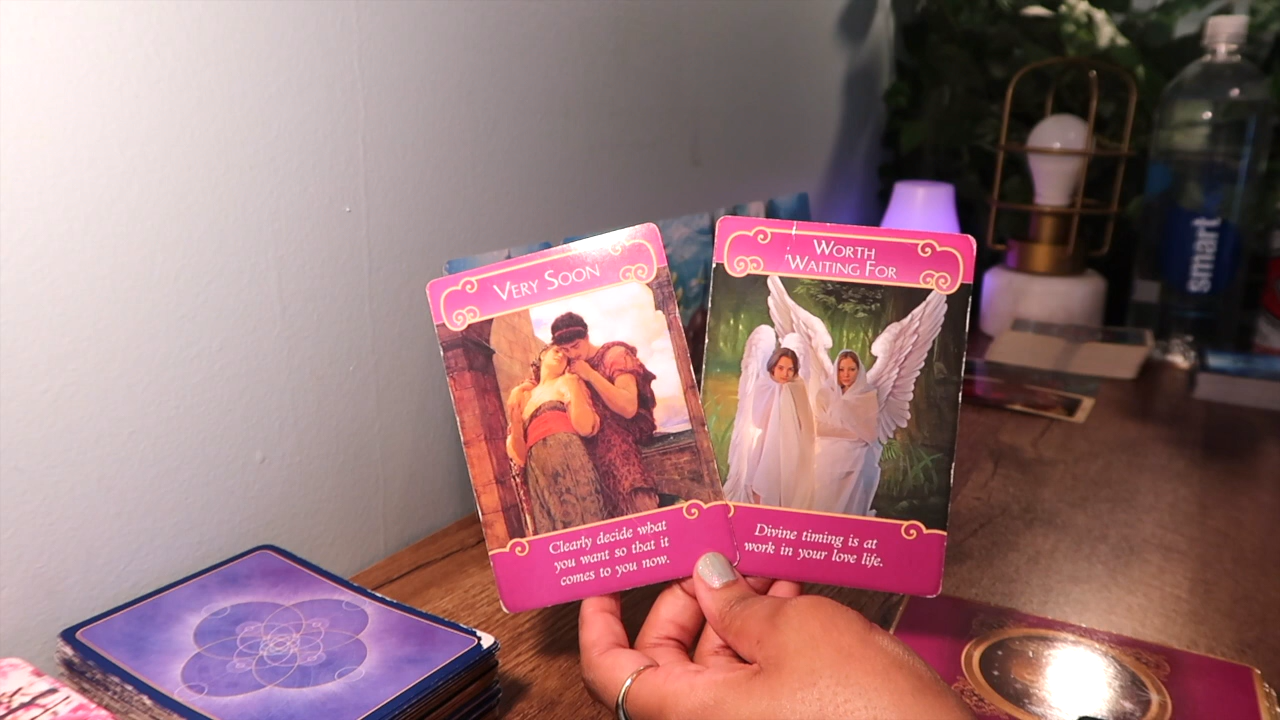 VERY SOON
Clearly decide what
you want so that it
comes to you now.
WORTH
WAITING FOR
Divine timing is at
work in your love life.
smart